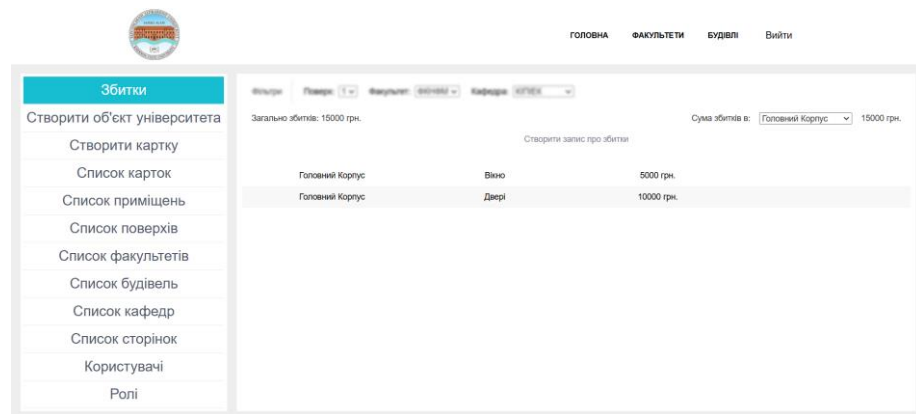 ГОЛОВНА ФАКУЛЬТЕТИ БУДІВЛІ Вийти
Збитки
Створити об'єкт університета
Створити картку
Список карток
Список приміщень
Список поверхів
Список факультетів
Список будівель
Список кафедр
Список сторінок
Користувачі
Ролі
Фільтри Поверх: 1 Факультет: Кафедра:
Загально збитків: 15000 грн. Сума збитків в: Головний Корпус 15000 грн.
Створити запис про збитки
Головний Корпус Вікно 5000 грн.
Головний Корпус Двері 10000 грн.